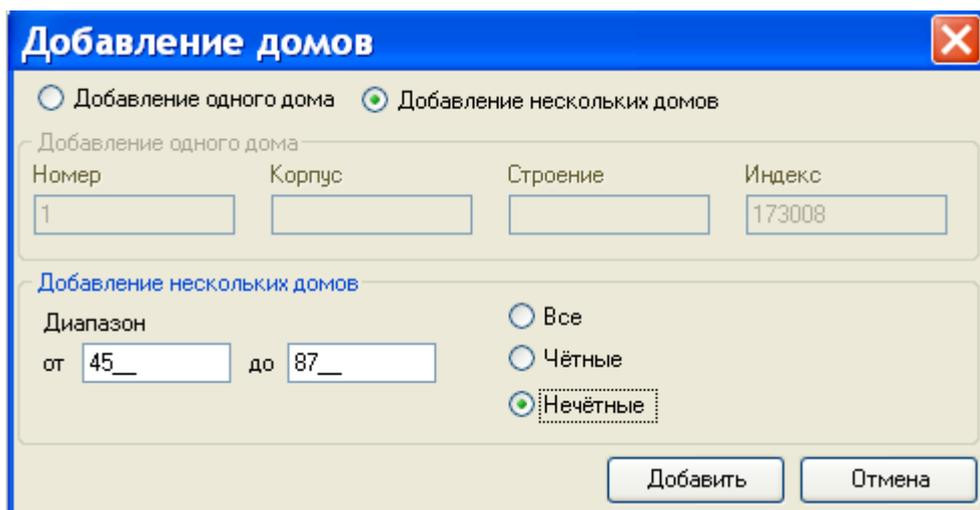 Добавление домов
Добавление одного дома Добавление нескольких домов
Добавление одного дома
Номер Корпус Строение Индекс
1 173008
Добавление нескольких домов
Диапазон
от 45__ до 87__
Все
Чётные
Нечётные
Добавить Отмена